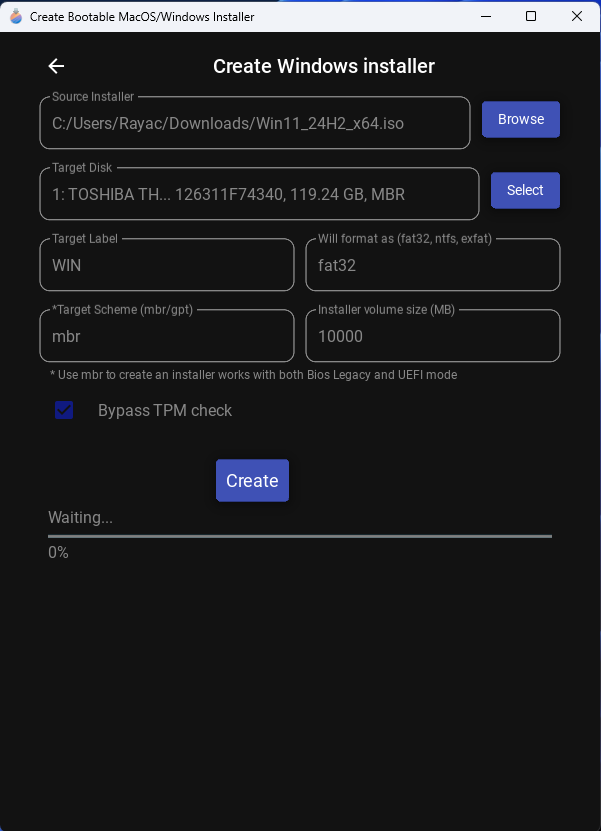 Create Bootable MacOS/Windows Installer
Create Windows installer
Source Installer
C:/Users/Rayac/Downloads/Win11_24H2_x64.iso
Browse
Target Disk
1: TOSHIBA TH... 126311F74340, 119.24 GB, MBR
Select
Target Label
WIN
Will format as (fat32, ntfs, exfat)
fat32
*Target Scheme (mbr/gpt)
mbr
Installer volume size (MB)
10000
* Use mbr to create an installer works with both Bios Legacy and UEFI mode
Bypass TPM check
Create
Waiting...
0%